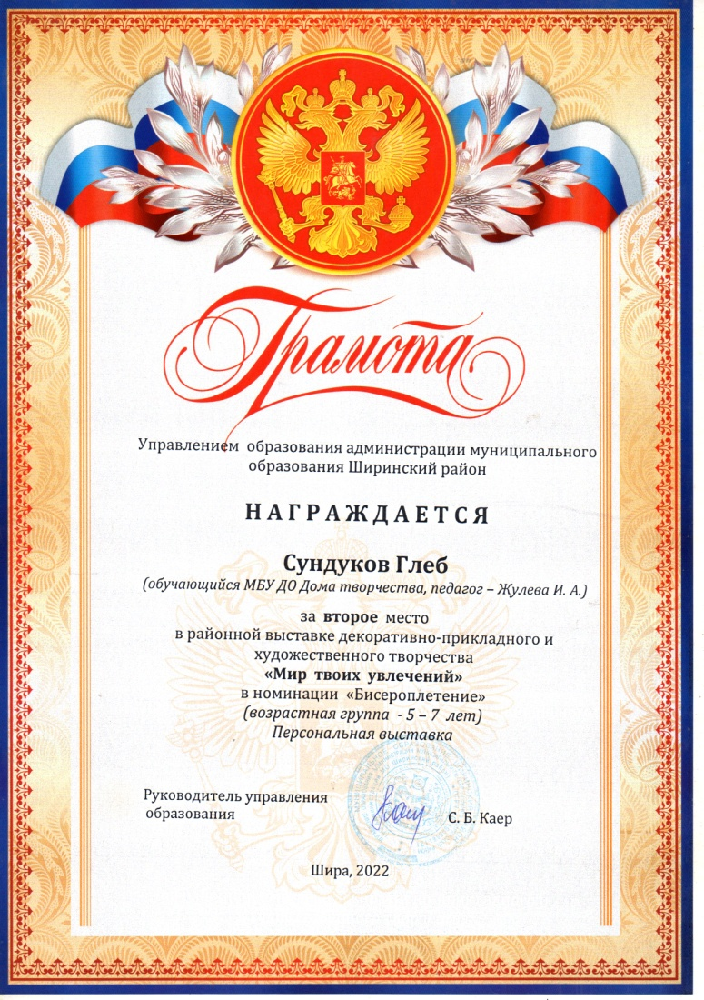 Грамота
Управлением образования администрации муниципального
образования Ширинский район
НАГРАЖДАЕТСЯ
Сундуков Глеб
(обучающийся МБУ ДО Дома творчества, педагог – Жулева И. А.)
за второе место
в районной выставке декоративно-прикладного и
художественного творчества
«Мир твоих увлечений»
в номинации «Бисероплетение»
(возрастная группа - 5 – 7 лет)
Персональная выставка
Руководитель управления
образования
С. Б. Каер
Шира, 2022